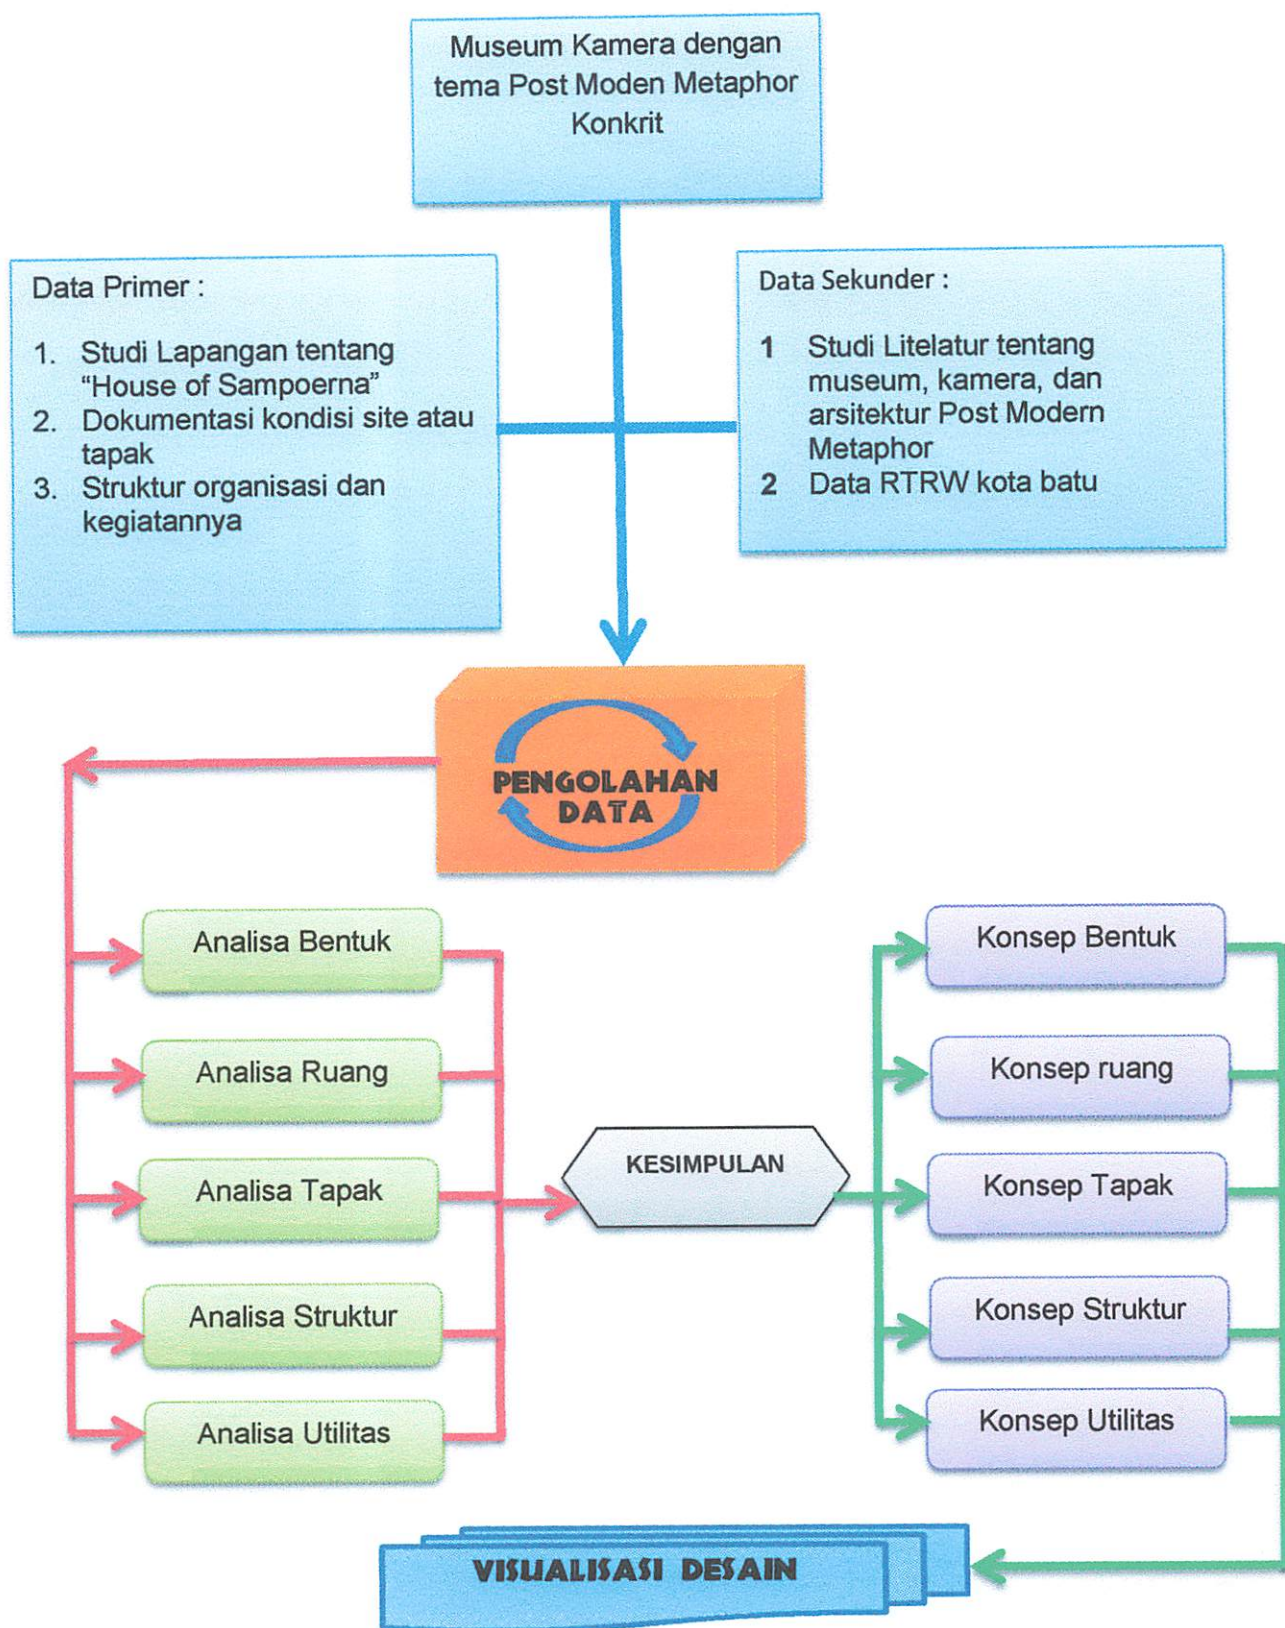 Museum Kamera dengan
tema Post Moden Metaphor
Konkrit
Data Primer :
1. Studi Lapangan tentang
“House of Sampoerna”
2. Dokumentasi kondisi site atau
tapak
3. Struktur organisasi dan
kegiatannya
Data Sekunder :
1 Studi Litelatur tentang
museum, kamera, dan
arsitektur Post Modern
Metaphor
2 Data RTRW kota batu
PENGOLAHAN
DATA
Analisa Bentuk
Analisa Ruang
Analisa Tapak
Analisa Struktur
Analisa Utilitas
KESIMPULAN
Konsep Bentuk
Konsep ruang
Konsep Tapak
Konsep Struktur
Konsep Utilitas
VISUALISASI DESAIN